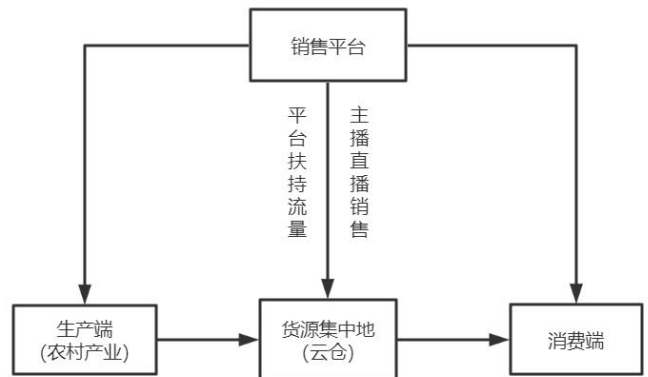 销售平台
平台扶持流量
主播直播销售
生产端
(农村产业)
货源集中地
(云仓)
消费端